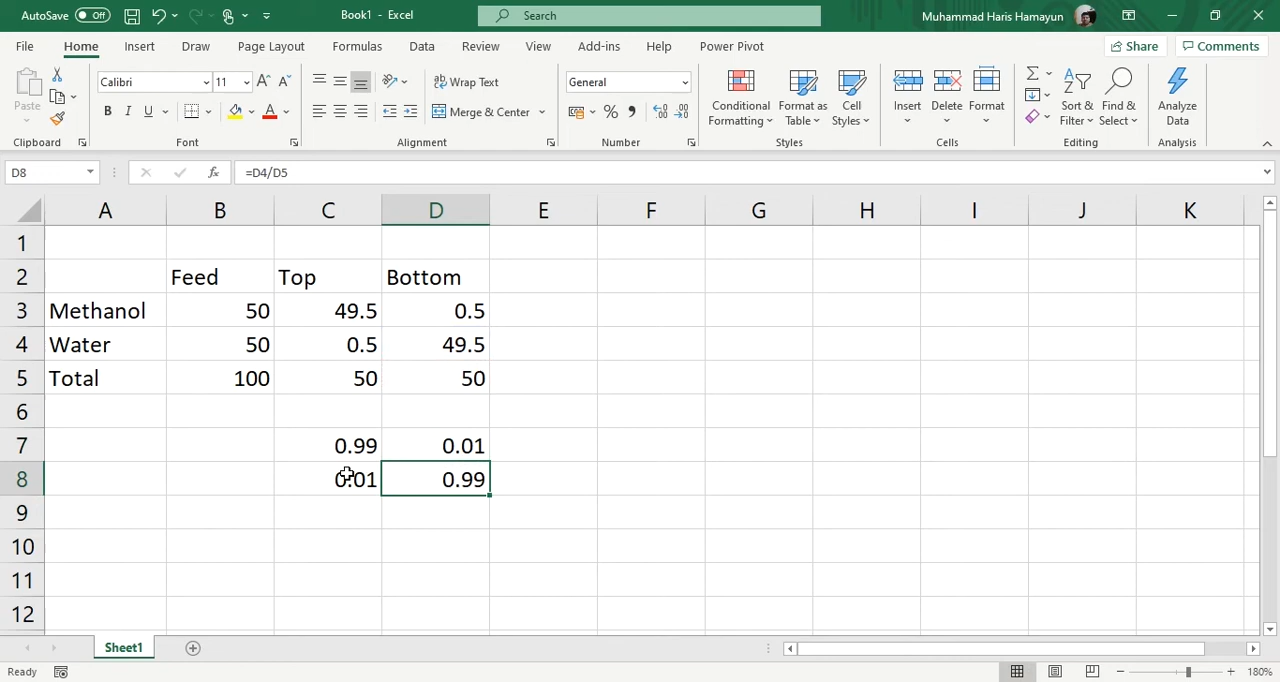 AutoSave Off Book1 - Excel Search Muhammad Haris Hamayun
File Home Insert Draw Page Layout Formulas Data Review View Add-ins Help Power Pivot Share Comments
Paste Calibri 11 A A Wrap Text General Conditional Formatting Format as Table Cell Styles Insert Delete Format Sort & Filter Find & Select Analyze Data
B I U A Merge & Center % 9
Clipboard Font Alignment Number Styles Cells Editing Analysis
D8 fx =D4/D5
A B C D E F G H I J K
1
2 Feed Top Bottom
3 Methanol 50 49.5 0.5
4 Water 50 0.5 49.5
5 Total 100 50 50
6
7 0.99 0.01
8 0.01 0.99
9
10
11
12
Sheet1
Ready 180%